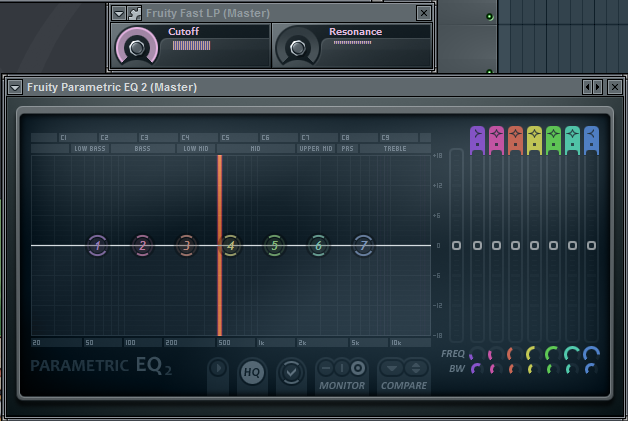 Fruity Fast LP (Master)
Cutoff
Resonance
Fruity Parametric EQ 2 (Master)
C1 C2 C3 C4 C5 C6 C7 C8 C9
LOW BASS BASS LOW MID MID UPPER MID PRS TREBLE
+18
+12
+6
0
-6
-12
-18
1 2 3 4 5 6 7
20 50 100 200 500 1k 2k 5k 10k
FREQ
BW
PARAMETRIC EQ2
HQ
MONITOR
COMPARE